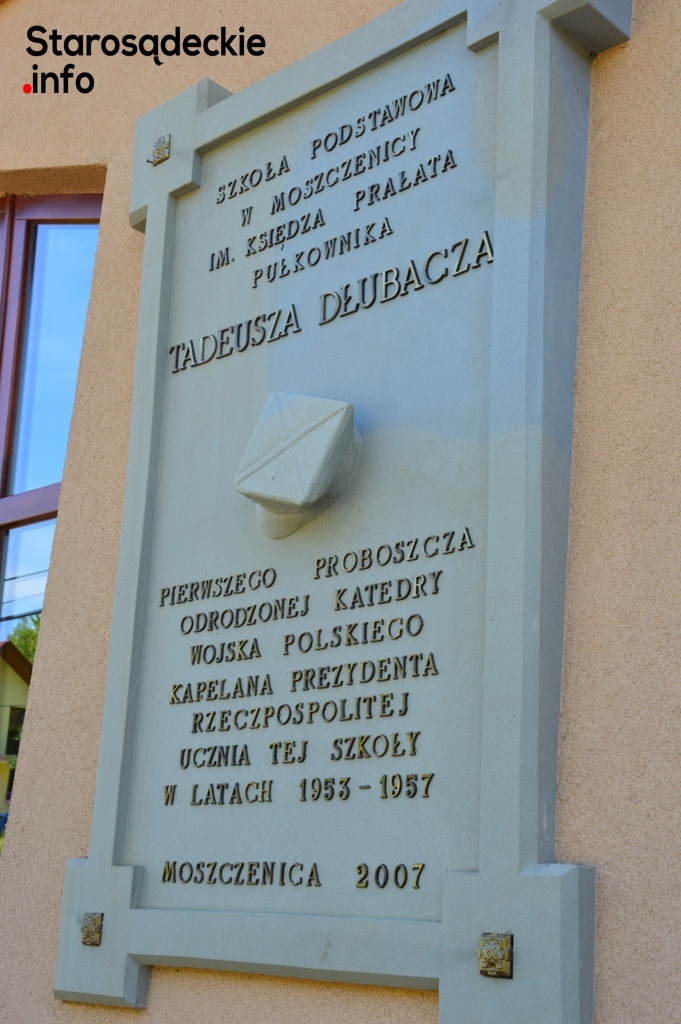 Starosądeckie
.info
SZKOŁA PODSTAWOWA
W MOSZCZENICY
IM. KSIĘDZA PRAŁATA
PUŁKOWNIKA
TADEUSZA DŁUBACZA
PIERWSZEGO PROBOSZCZA
ODRODZONEJ KATEDRY
WOJSKA POLSKIEGO
KAPELANA PREZYDENTA
RZECZPOSPOLITEJ
UCZNIA TEJ SZKOŁY
W LATACH 1953-1957
MOSZCZENICA 2007